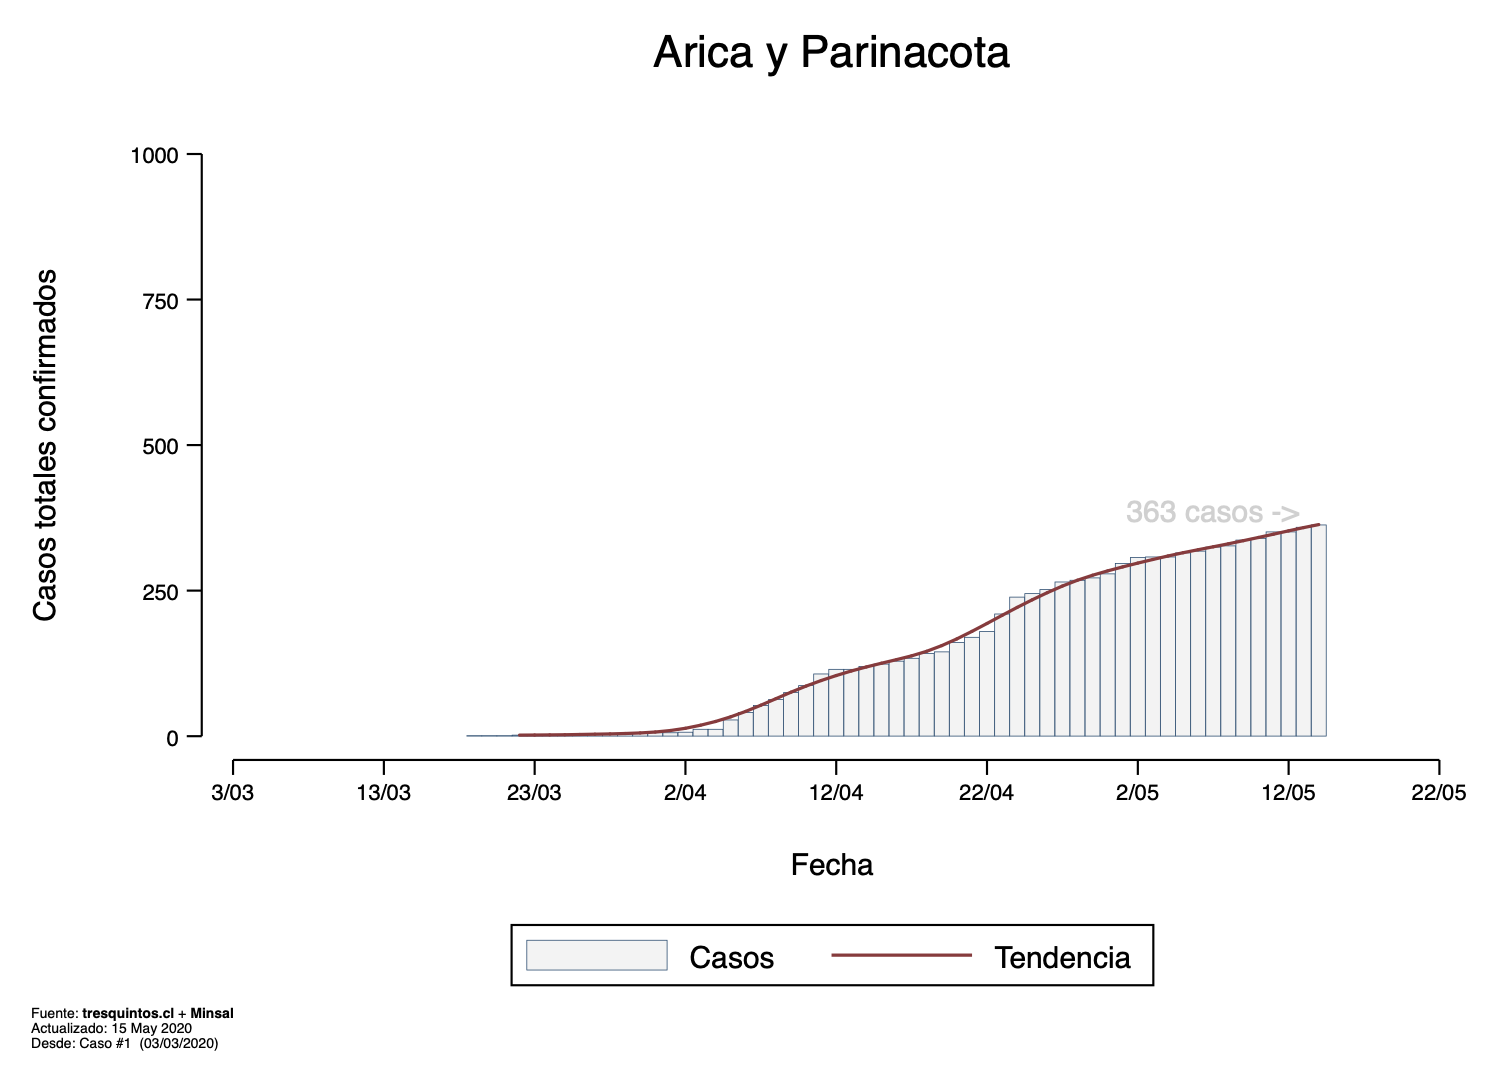 Arica y Parinacota
Casos totales confirmados
1000
750
500
250
0
363 casos ->
3/03 13/03 23/03 2/04 12/04 22/04 2/05 12/05 22/05
Fecha
Casos Tendencia
Fuente: tresquintos.cl + Minsal
Actualizado: 15 May 2020
Desde: Caso #1 (03/03/2020)